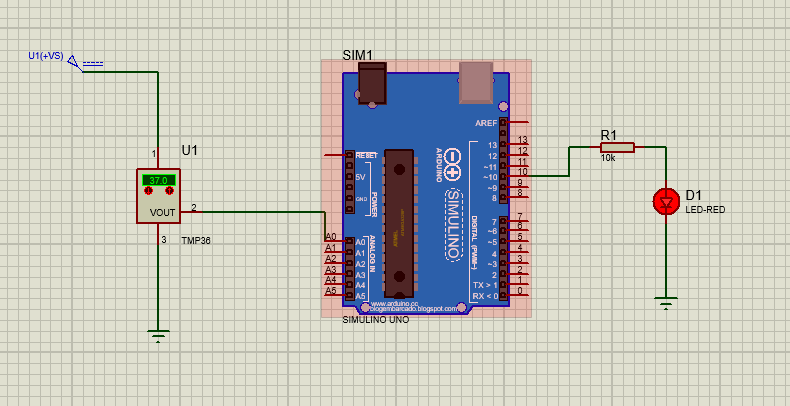 SIM1
U1(+VS)
AREF
13
13
12
12
~11
11
~10
10
~9
9
8
8
R1
10k
D1
LED-RED
1
U1
37.0
VOUT
2
3
TMP36
RESET
5V
GND
POWER
ARDUINO
SIMULINO
A0
A0
A1
A1
A2
A2
A3
A3
A4
A4
A5
A5
ANALOG IN
DIGITAL (PWM~)
7
7
~6
6
~5
5
4
4
~3
3
2
2
TX > 1
1
RX < 0
0
www.arduino.cc
blogembarcado.blogspot.com
SIMULINO UNO